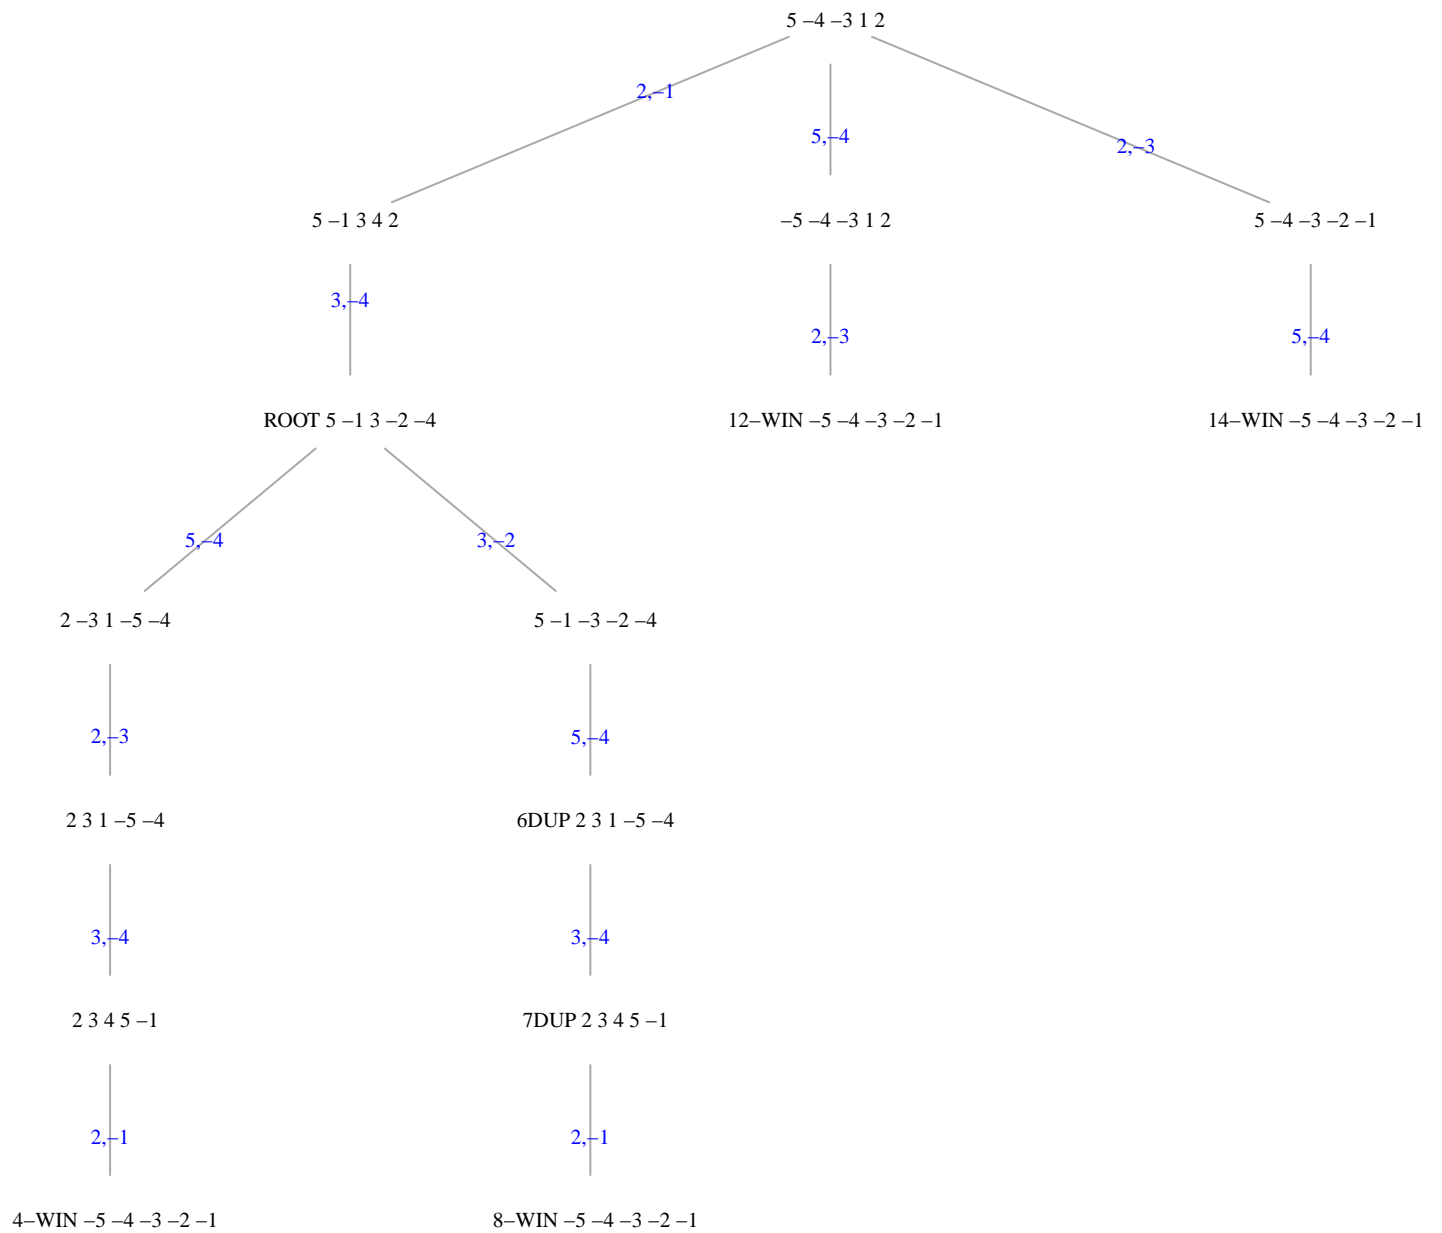 5 –4 –3 1 2
2,–1
5,–4
2,–3
5 –1 3 4 2
–5 –4 –3 1 2
5 –4 –3 –2 –1
3,–4
2,–3
5,–4
ROOT 5 –1 3 –2 –4
12–WIN –5 –4 –3 –2 –1
14–WIN –5 –4 –3 –2 –1
5,–4
3,–2
2 –3 1 –5 –4
5 –1 –3 –2 –4
2,–3
5,–4
2 3 1 –5 –4
6DUP 2 3 1 –5 –4
3,–4
3,–4
2 3 4 5 –1
7DUP 2 3 4 5 –1
2,–1
2,–1
4–WIN –5 –4 –3 –2 –1
8–WIN –5 –4 –3 –2 –1